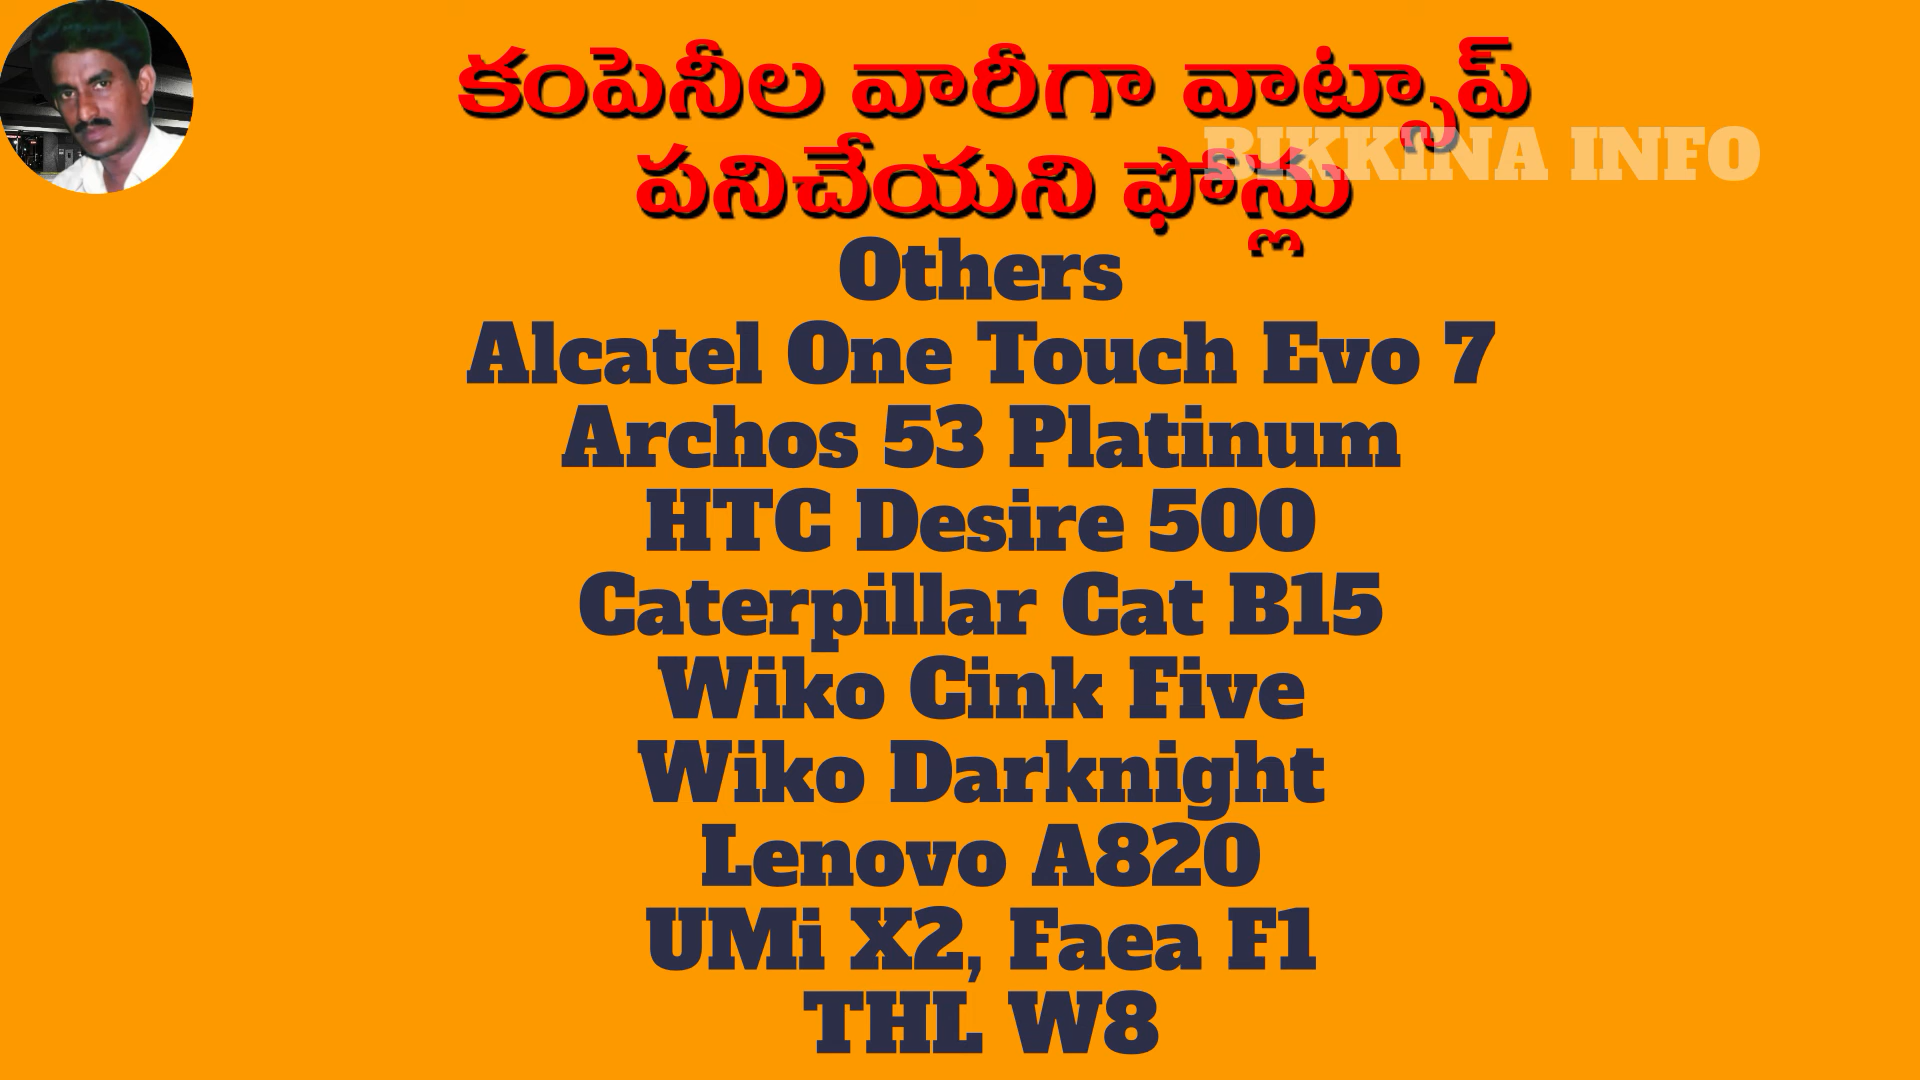 కంపెనీల వారీగా వాట్సాప్
పనిచేయని ఫోన్లు
BIKKINA INFO
Others
Alcatel One Touch Evo 7
Archos 53 Platinum
HTC Desire 500
Caterpillar Cat B15
Wiko Cink Five
Wiko Darknight
Lenovo A820
UMi X2, Faea F1
THL W8